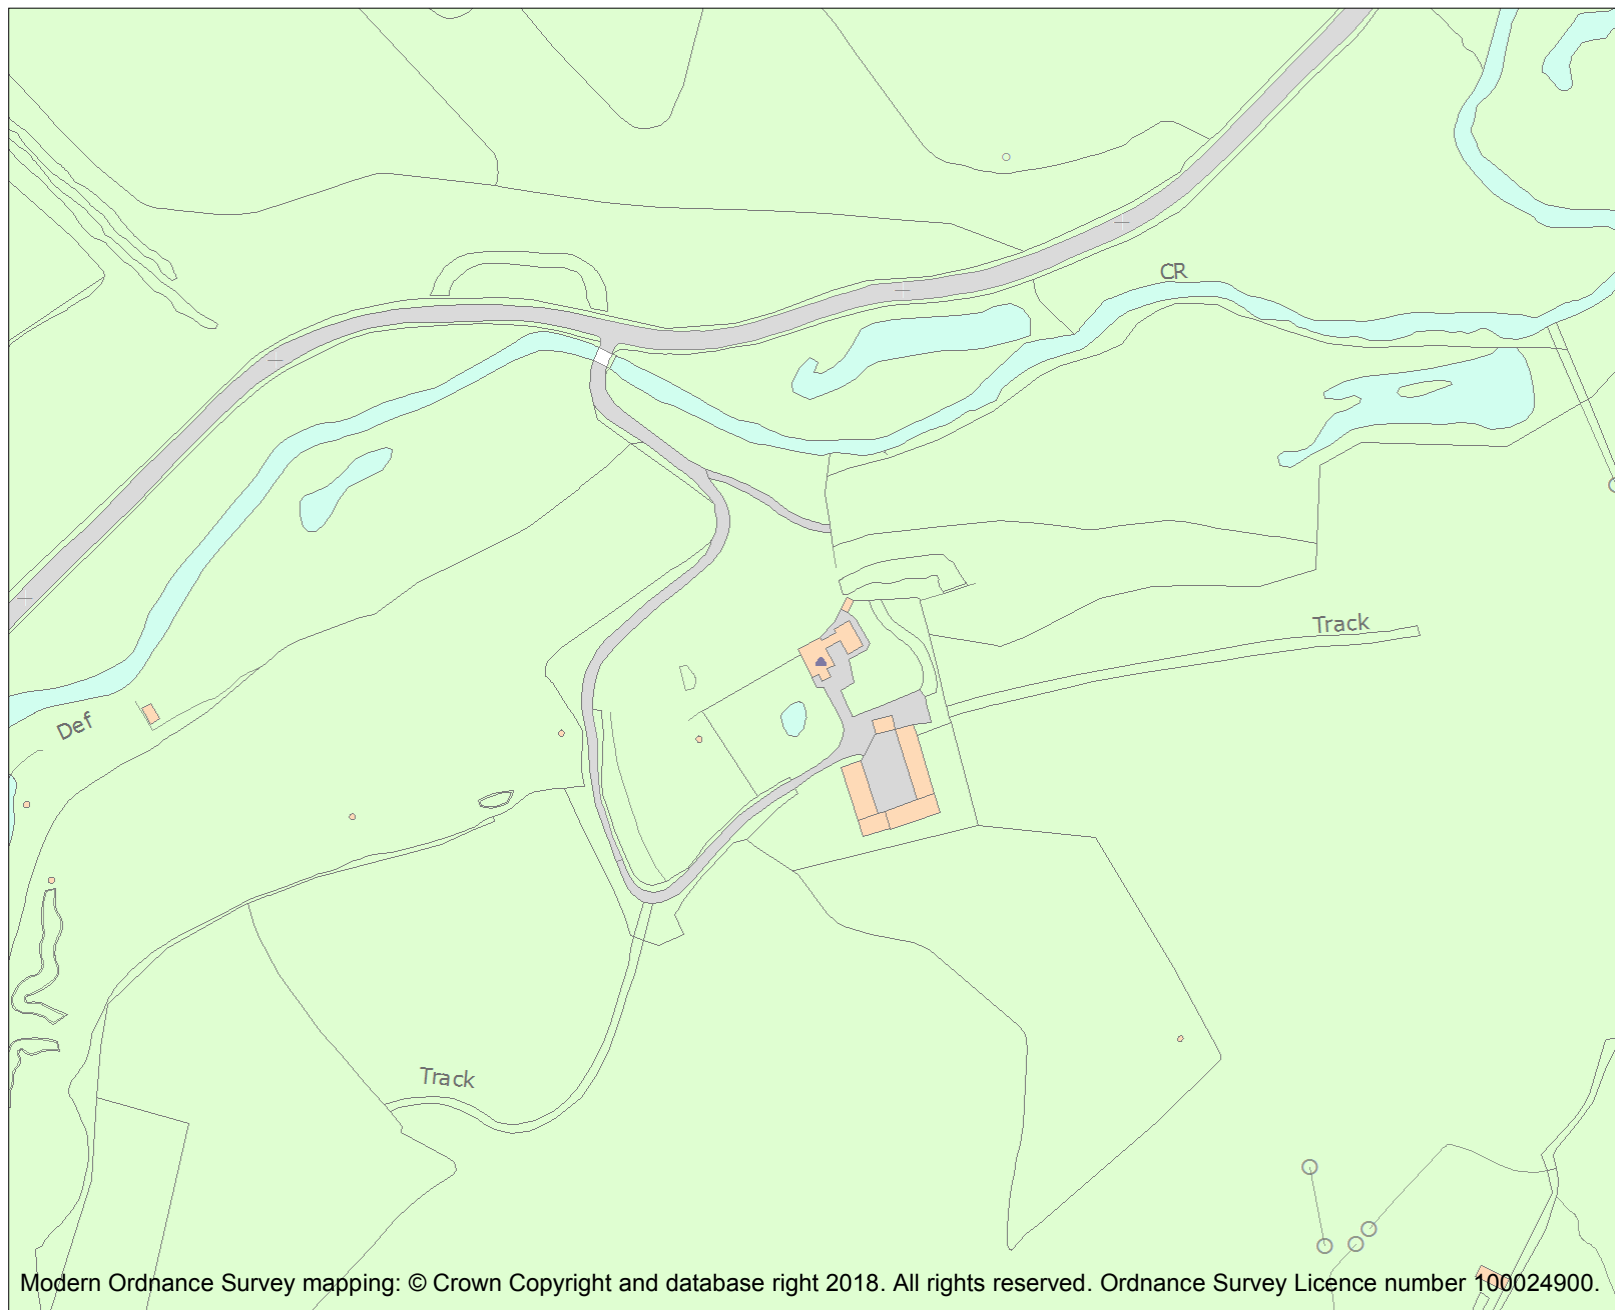 CR
Track
Def
Track
Modern Ordnance Survey mapping: © Crown Copyright and database right 2018. All rights reserved. Ordnance Survey Licence number 100024900.